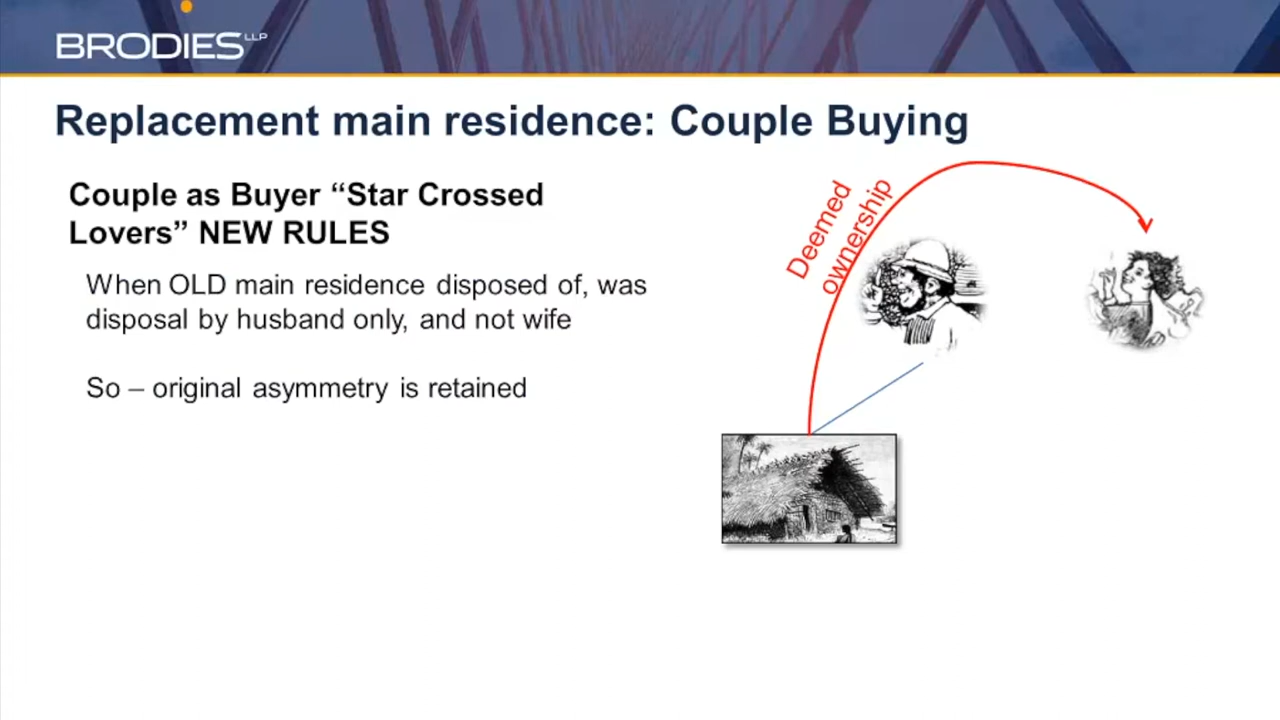 BRODIES LLP
Replacement main residence: Couple Buying
Couple as Buyer “Star Crossed
Lovers” NEW RULES
When OLD main residence disposed of, was
disposal by husband only, and not wife
So – original asymmetry is retained
Deemed
ownership